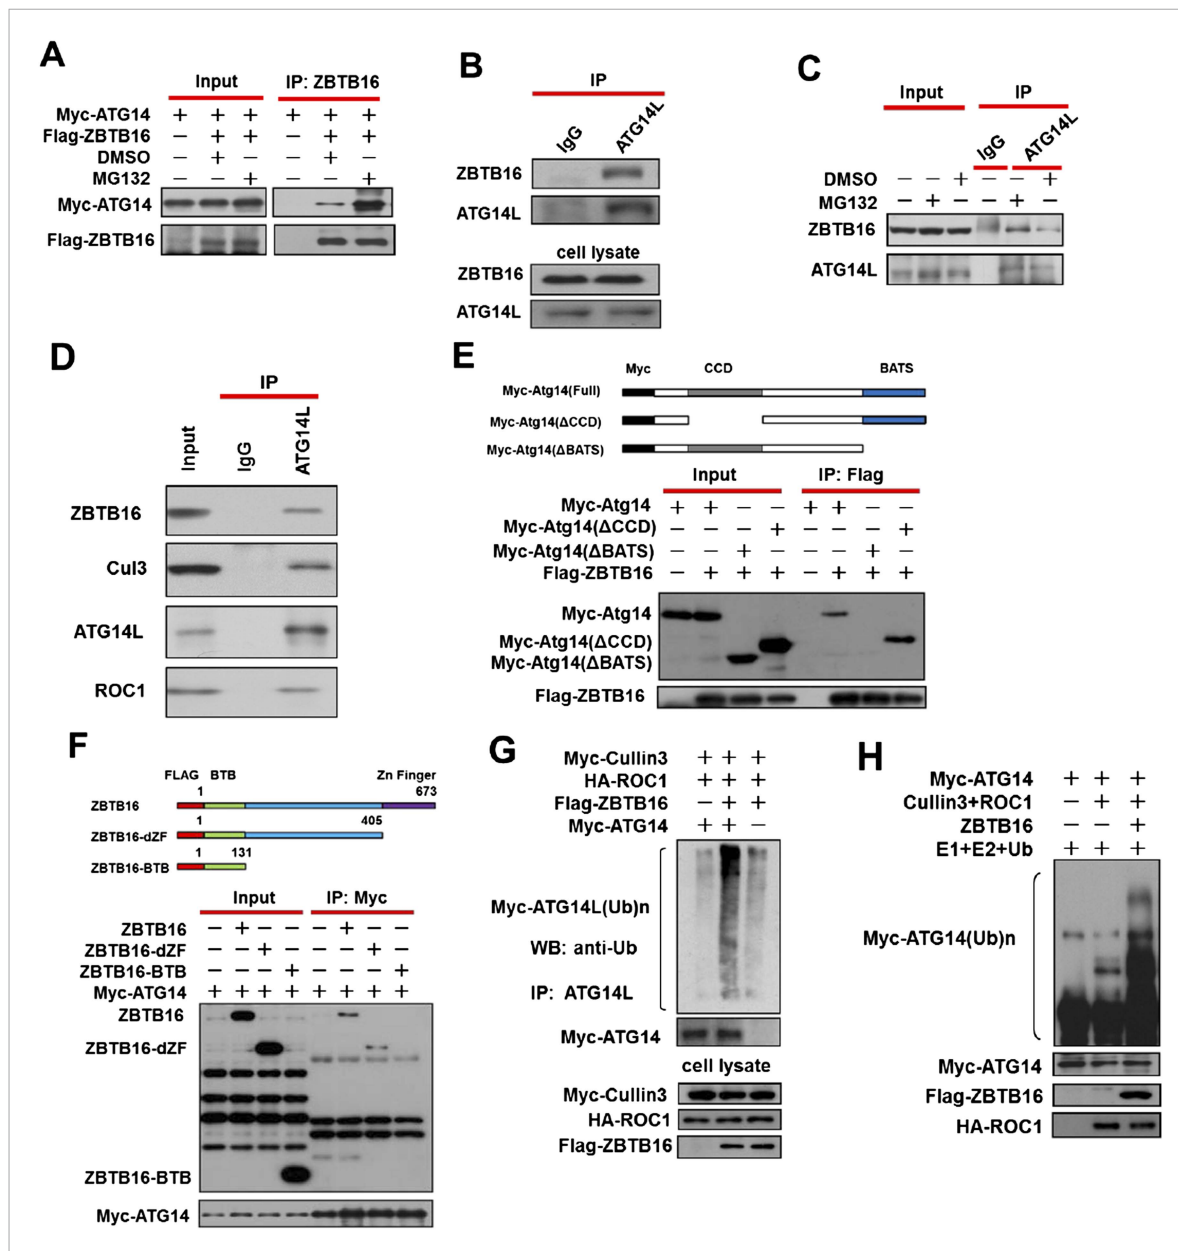 A
Input IP: ZBTB16
Myc-ATG14 + + + + + +
Flag-ZBTB16 − + + − + +
DMSO − + − − + −
MG132 − − + − − +
Myc-ATG14
Flag-ZBTB16
B
IP
IgG ATG14L
ZBTB16
ATG14L
cell lysate
ZBTB16
ATG14L
C
Input IP
IgG ATG14L
DMSO − − + − − +
MG132 − + − − + −
ZBTB16
ATG14L
D
IP
Input IgG ATG14L
ZBTB16
Cul3
ATG14L
ROC1
E
Myc CCD BATS
Myc-Atg14(Full)
Myc-Atg14(ΔCCD)
Myc-Atg14(ΔBATS)
Input IP: Flag
Myc-Atg14 + + − − + + − −
Myc-Atg14(ΔCCD) − − − + − − − +
Myc-Atg14(ΔBATS) − − + − − − + −
Flag-ZBTB16 − + + + − + + +
Myc-Atg14
Myc-Atg14(ΔCCD)
Myc-Atg14(ΔBATS)
Flag-ZBTB16
F
FLAG BTB Zn Finger
1 673
ZBTB16
1 405
ZBTB16-dZF
1 131
ZBTB16-BTB
Input IP: Myc
ZBTB16 − + − − − + − −
ZBTB16-dZF − − + − − − + −
ZBTB16-BTB − − − + − − − +
Myc-ATG14 + + + + + + + +
ZBTB16
ZBTB16-dZF
ZBTB16-BTB
Myc-ATG14
G
Myc-Cullin3 + + +
HA-ROC1 + + +
Flag-ZBTB16 − + +
Myc-ATG14 + + −
Myc-ATG14L(Ub)n
WB: anti-Ub
IP: ATG14L
Myc-ATG14
cell lysate
Myc-Cullin3
HA-ROC1
Flag-ZBTB16
H
Myc-ATG14 + + +
Cullin3+ROC1 − + +
ZBTB16 − − +
E1+E2+Ub + + +
Myc-ATG14(Ub)n
Myc-ATG14
Flag-ZBTB16
HA-ROC1